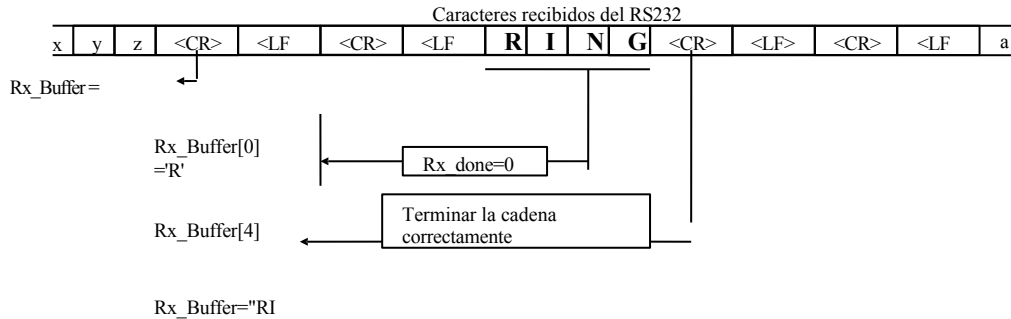 Caracteres recibidos del RS232
x y z <CR> <LF <CR> <LF R I N G <CR> <LF> <CR> <LF a
Rx_Buffer =
Rx_Buffer[0]
='R'
Rx_done=0
Terminar la cadena
correctamente
Rx_Buffer[4]
Rx_Buffer="RI